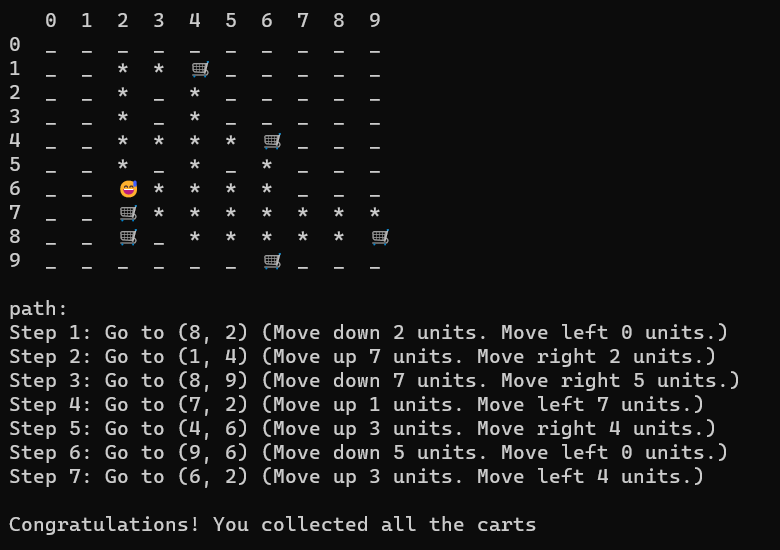 0 1 2 3 4 5 6 7 8 9
0 _ _ _ _ _ _ _ _ _ _
1 _ _ * * 🛒 _ _ _ _ _
2 _ _ * _ * _ _ _ _ _
3 _ _ * _ * _ _ _ _ _
4 _ _ * * * * 🛒 _ _ _
5 _ _ * _ * _ * _ _ _
6 _ _ 😅 * * * * _ _ _
7 _ _ 🛒 * * * * * * *
8 _ _ 🛒 _ * * * * * 🛒
9 _ _ _ _ _ _ 🛒 _ _ _
path:
Step 1: Go to (8, 2) (Move down 2 units. Move left 0 units.)
Step 2: Go to (1, 4) (Move up 7 units. Move right 2 units.)
Step 3: Go to (8, 9) (Move down 7 units. Move right 5 units.)
Step 4: Go to (7, 2) (Move up 1 units. Move left 7 units.)
Step 5: Go to (4, 6) (Move up 3 units. Move right 4 units.)
Step 6: Go to (9, 6) (Move down 5 units. Move left 0 units.)
Step 7: Go to (6, 2) (Move up 3 units. Move left 4 units.)
Congratulations! You collected all the carts